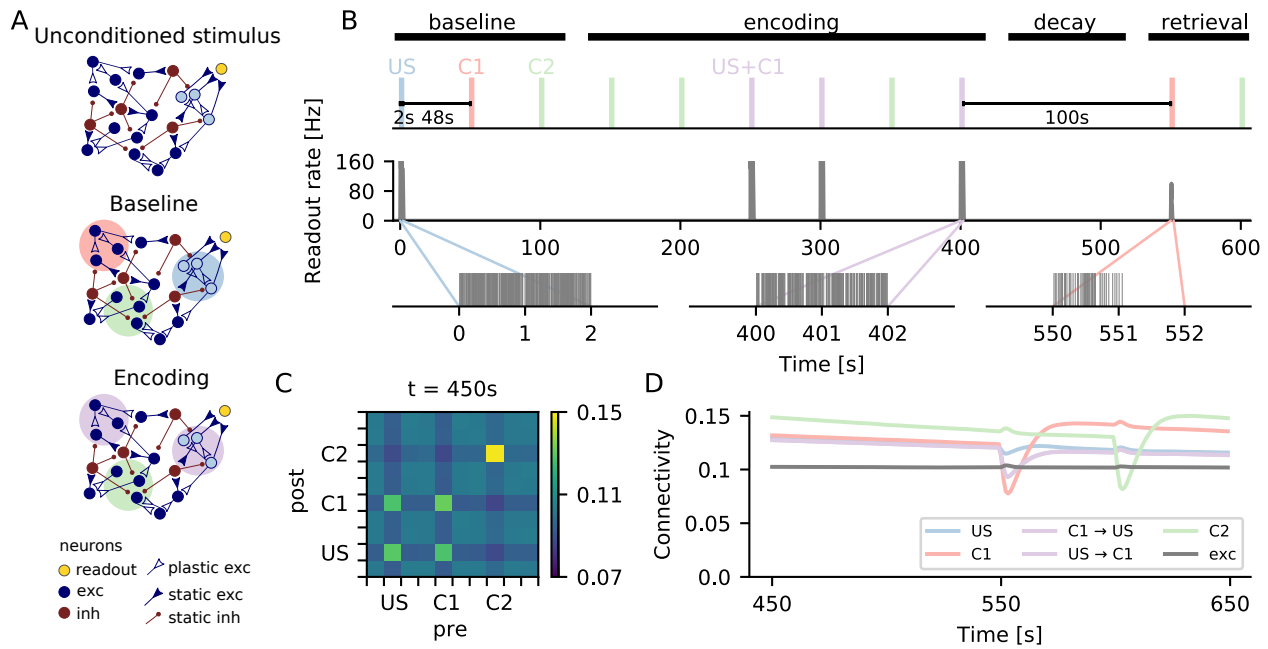 A
Unconditioned stimulus
Baseline
Encoding
neurons
readout
exc
inh
plastic exc
static exc
static inh
B
baseline encoding decay retrieval
US C1 C2 US+C1
2s 48s 100s
Readout rate [Hz]
160
80
0
0 100 200 300 400 500 600
0 1 2 400 401 402 550 551 552
Time [s]
C
t = 450s
post
C2
C1
US
US C1 C2
pre
0.15
0.11
0.07
D
Connectivity
0.15
0.1
0.05
0.0
450 550 650
Time [s]
US C1 → US C2
C1 US → C1 exc